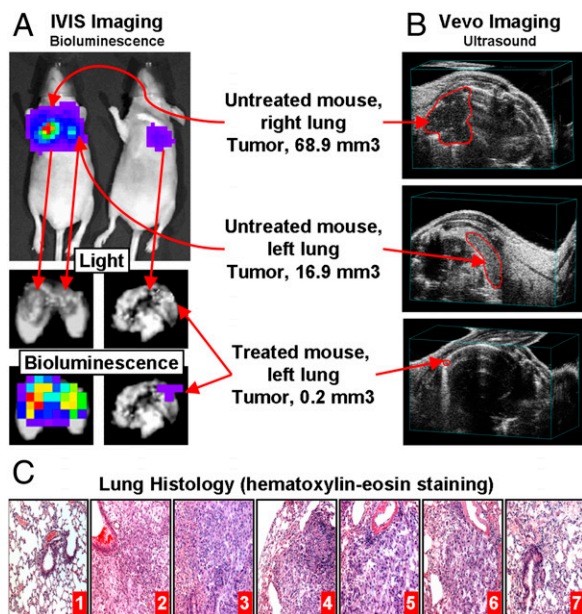 A
IVIS Imaging
Bioluminescence
B
Vevo Imaging
Ultrasound
Untreated mouse,
right lung
Tumor, 68.9 mm3
Untreated mouse,
left lung
Tumor, 16.9 mm3
Light
Bioluminescence
Treated mouse,
left lung
Tumor, 0.2 mm3
C
Lung Histology (hematoxylin-eosin staining)
1 2 3 4 5 6 7